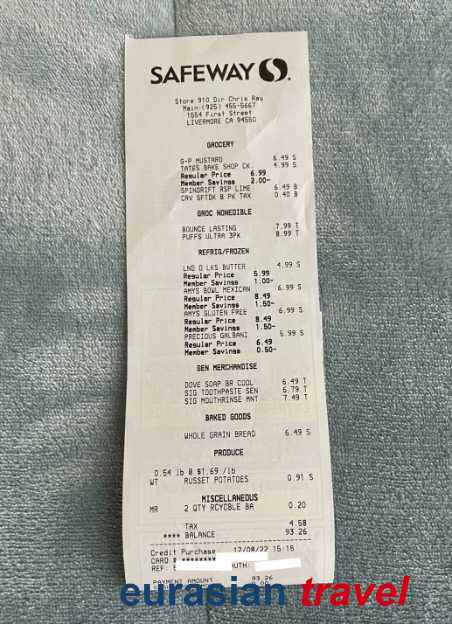 SAFEWAY
Store 910 Dir Chris Rau
Main:(925) 455-5667
1554 First Street
LIVERMORE CA 94550
GROCERY
G-P MUSTARD 6.49 S
TATES BAKE SHOP CK. 4.99 S
Regular Price 6.99
Member Savings 2.00-
SPINDRIFT RSP LIME 6.49 B
CRV SFTDK 8 PK TAX 0.40 B
GROC NONEDIBLE
BOUNCE LASTING 7.99 T
PUFFS ULTRA 3PK 8.99 T
REFRIG/FROZEN
LND O LKS BUTTER 4.99 S
Regular Price 5.99
Member Savings 1.00-
AMYS BOWL MEXICAN 6.99 S
Regular Price 8.49
Member Savings 1.50-
AMYS GLUTEN FREE 6.99 S
Regular Price 8.49
Member Savings 1.50-
PRECIOUS GALBANI 5.99 S
Regular Price 6.49
Member Savings 0.50-
GEN MERCHANDISE
DOVE SOAP BR COOL 6.49 T
SIG TOOTHPASTE SEN 6.79 T
SIG MOUTHRINSE MNT 7.49 T
BAKED GOODS
WHOLE GRAIN BREAD 6.49 S
PRODUCE
0.54 lb @ $1.69 /lb
WT RUSSET POTATOES 0.91 S
MISCELLANEOUS
MR 2 QTY RCYCBLE BA 0.20
TAX 4.58
**** BALANCE 93.26
Credit Purchase 12/08/22 15:16
CARD #
REF: AUTH:
PAYMENT AMOUNT 93.26
eurasian travel